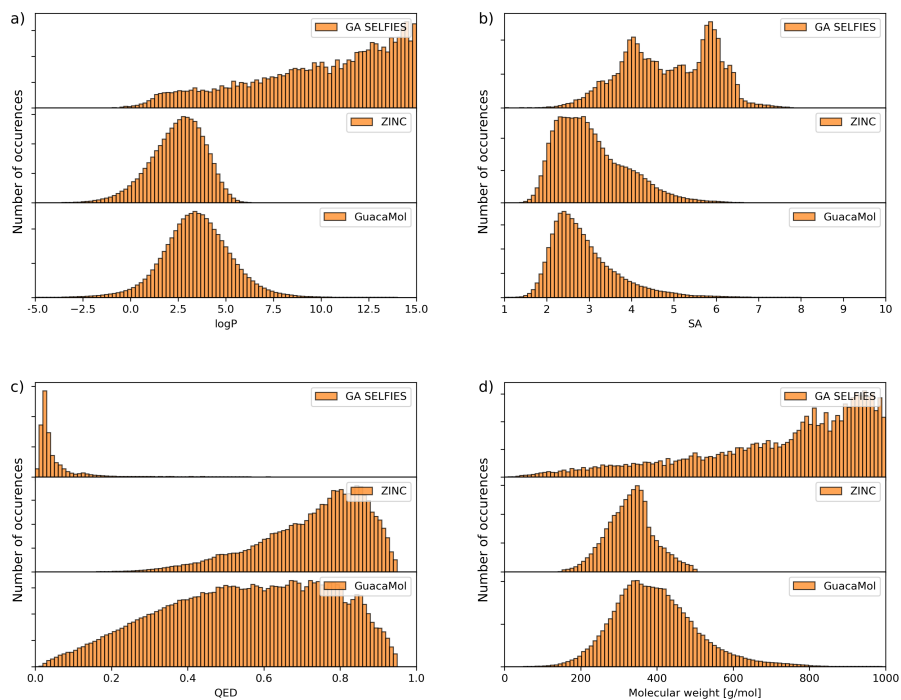 a)
GA SELFIES
ZINC
GuacaMol
Number of occurences
-5.0 -2.5 0.0 2.5 5.0 7.5 10.0 12.5 15.0
logP
b)
GA SELFIES
ZINC
GuacaMol
Number of occurences
1 2 3 4 5 6 7 8 9 10
SA
c)
GA SELFIES
ZINC
GuacaMol
Number of occurences
0.0 0.2 0.4 0.6 0.8 1.0
QED
d)
GA SELFIES
ZINC
GuacaMol
Number of occurences
0 200 400 600 800 1000
Molecular weight [g/mol]